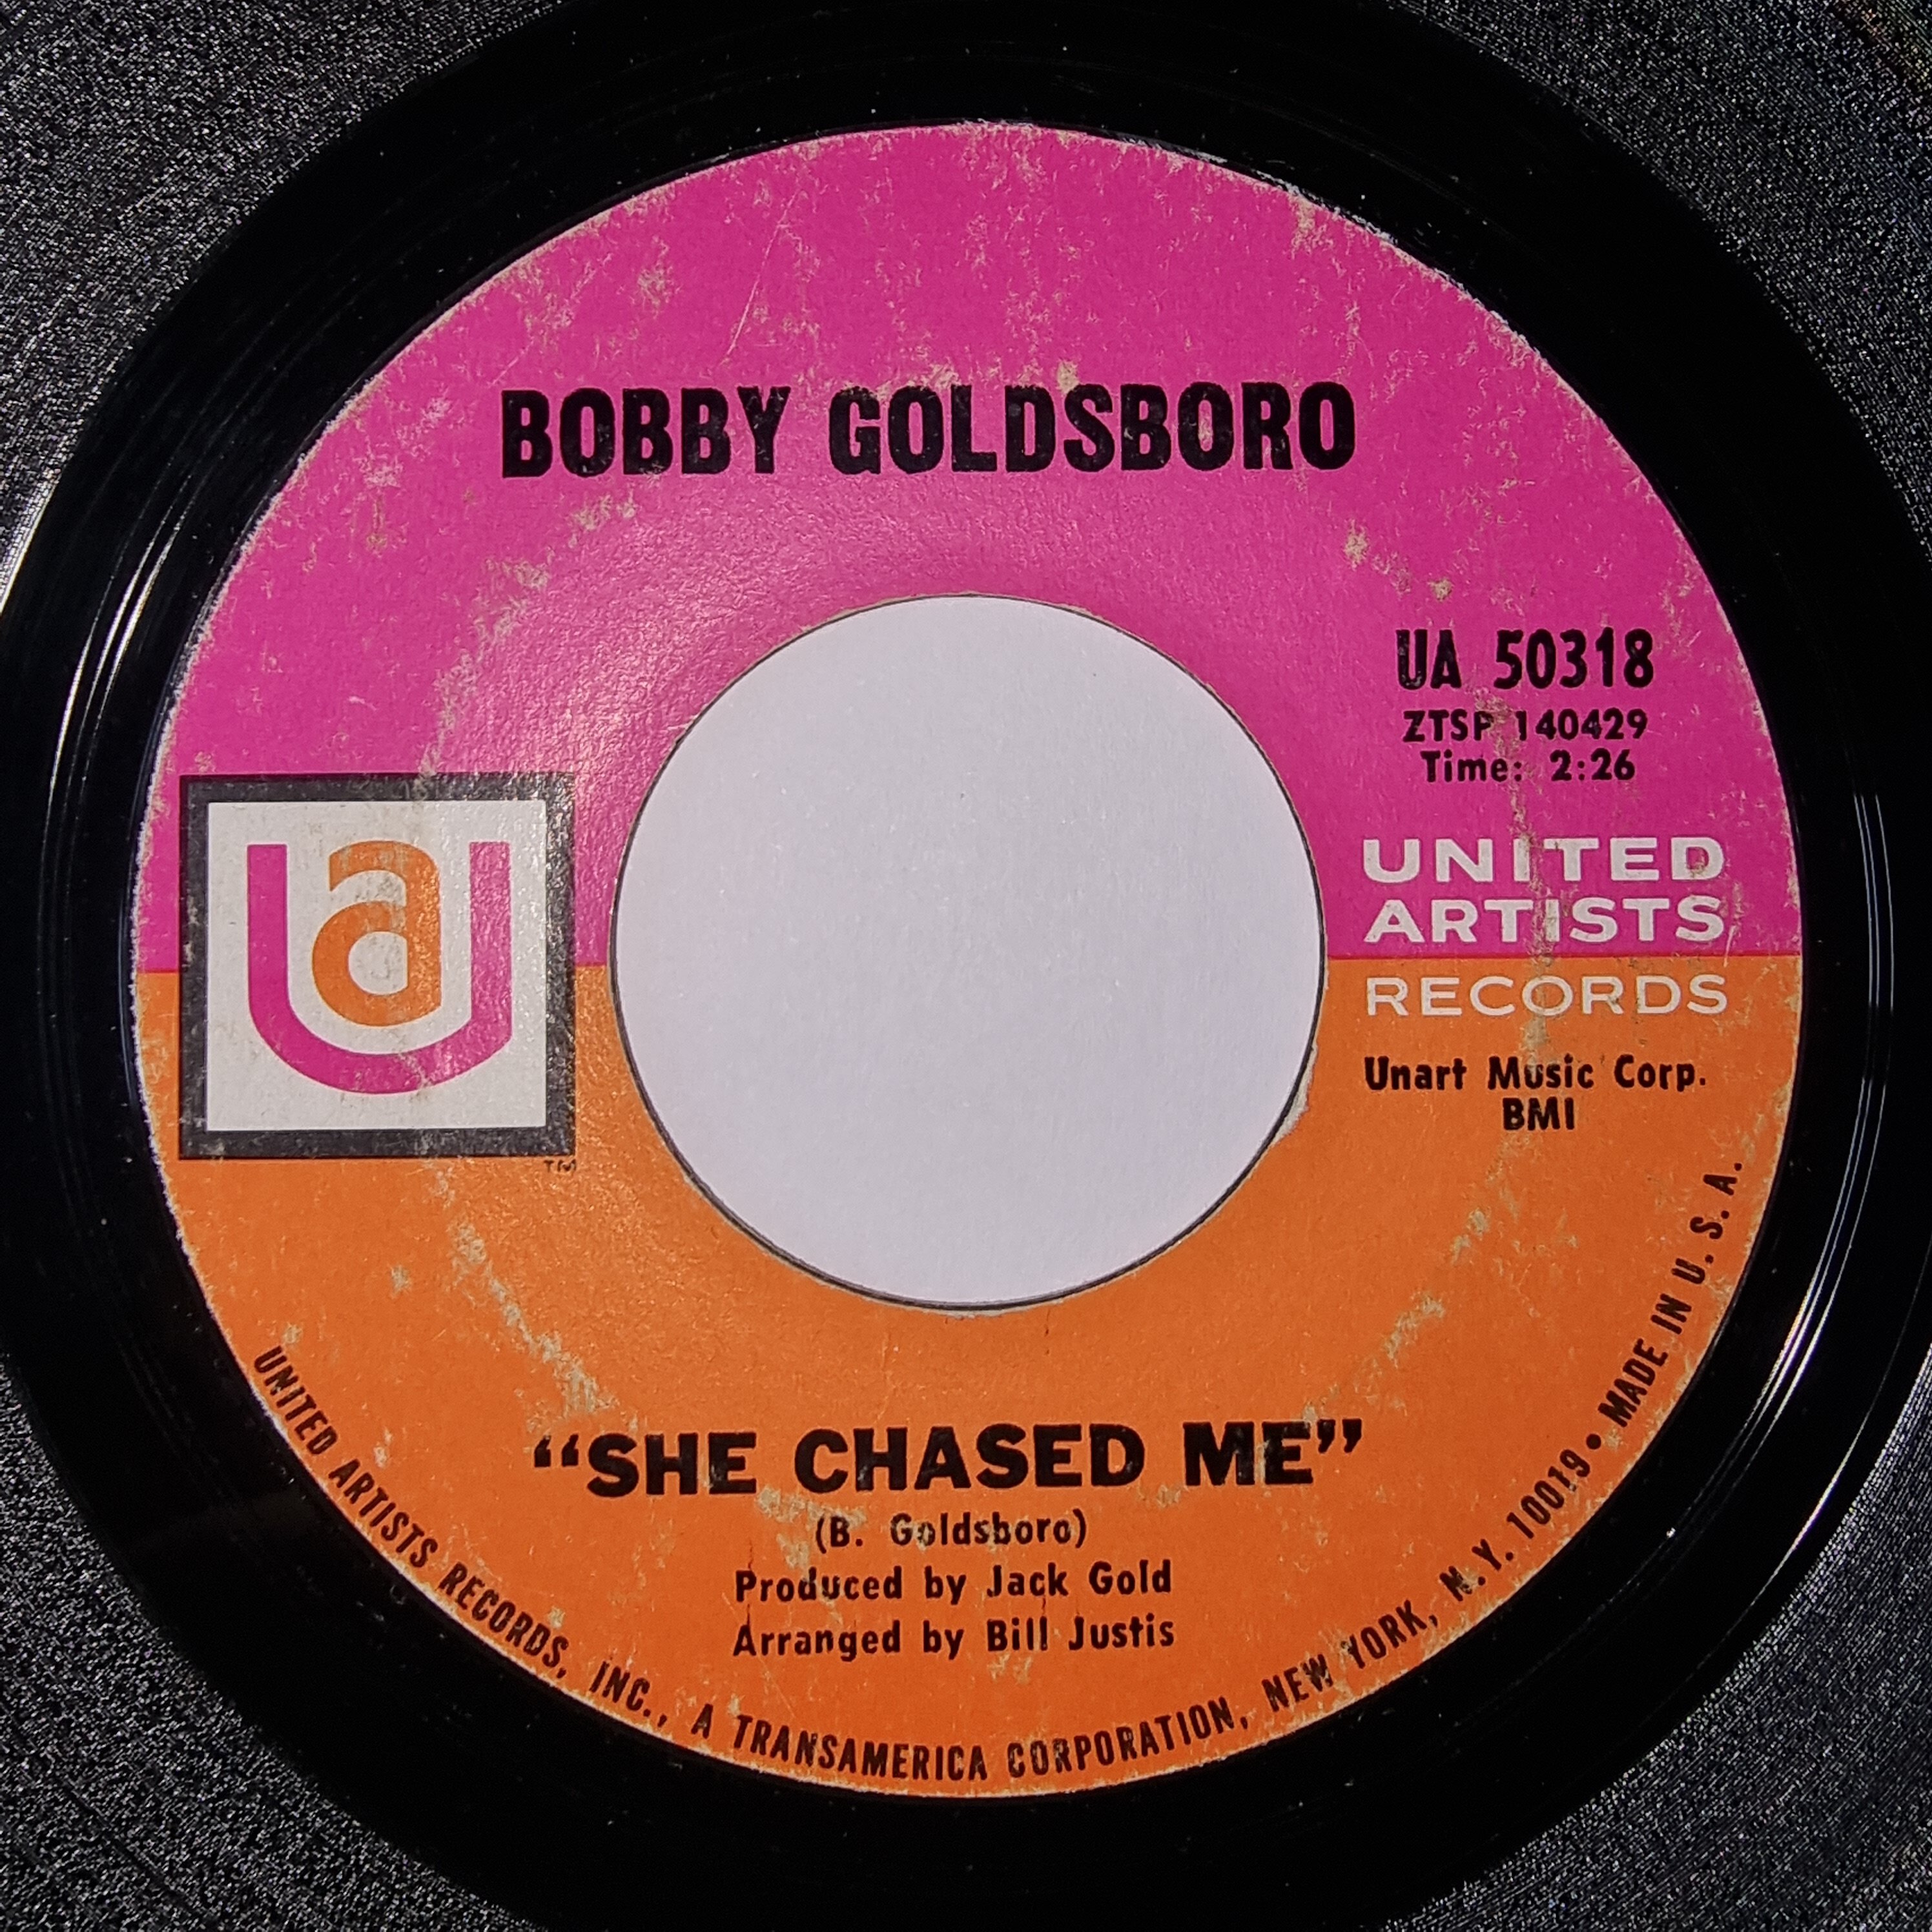 BOBBY GOLDSBORO
UA 50318
ZTSP 140429
Time: 2:26
ua
TM
UNITED
ARTISTS
RECORDS
Unart Music Corp.
BMI
“SHE CHASED ME”
(B. Goldsboro)
Produced by Jack Gold
Arranged by Bill Justis
UNITED ARTISTS RECORDS, INC., A TRANSAMERICA CORPORATION, NEW YORK, N.Y. 10019 • MADE IN U.S.A.